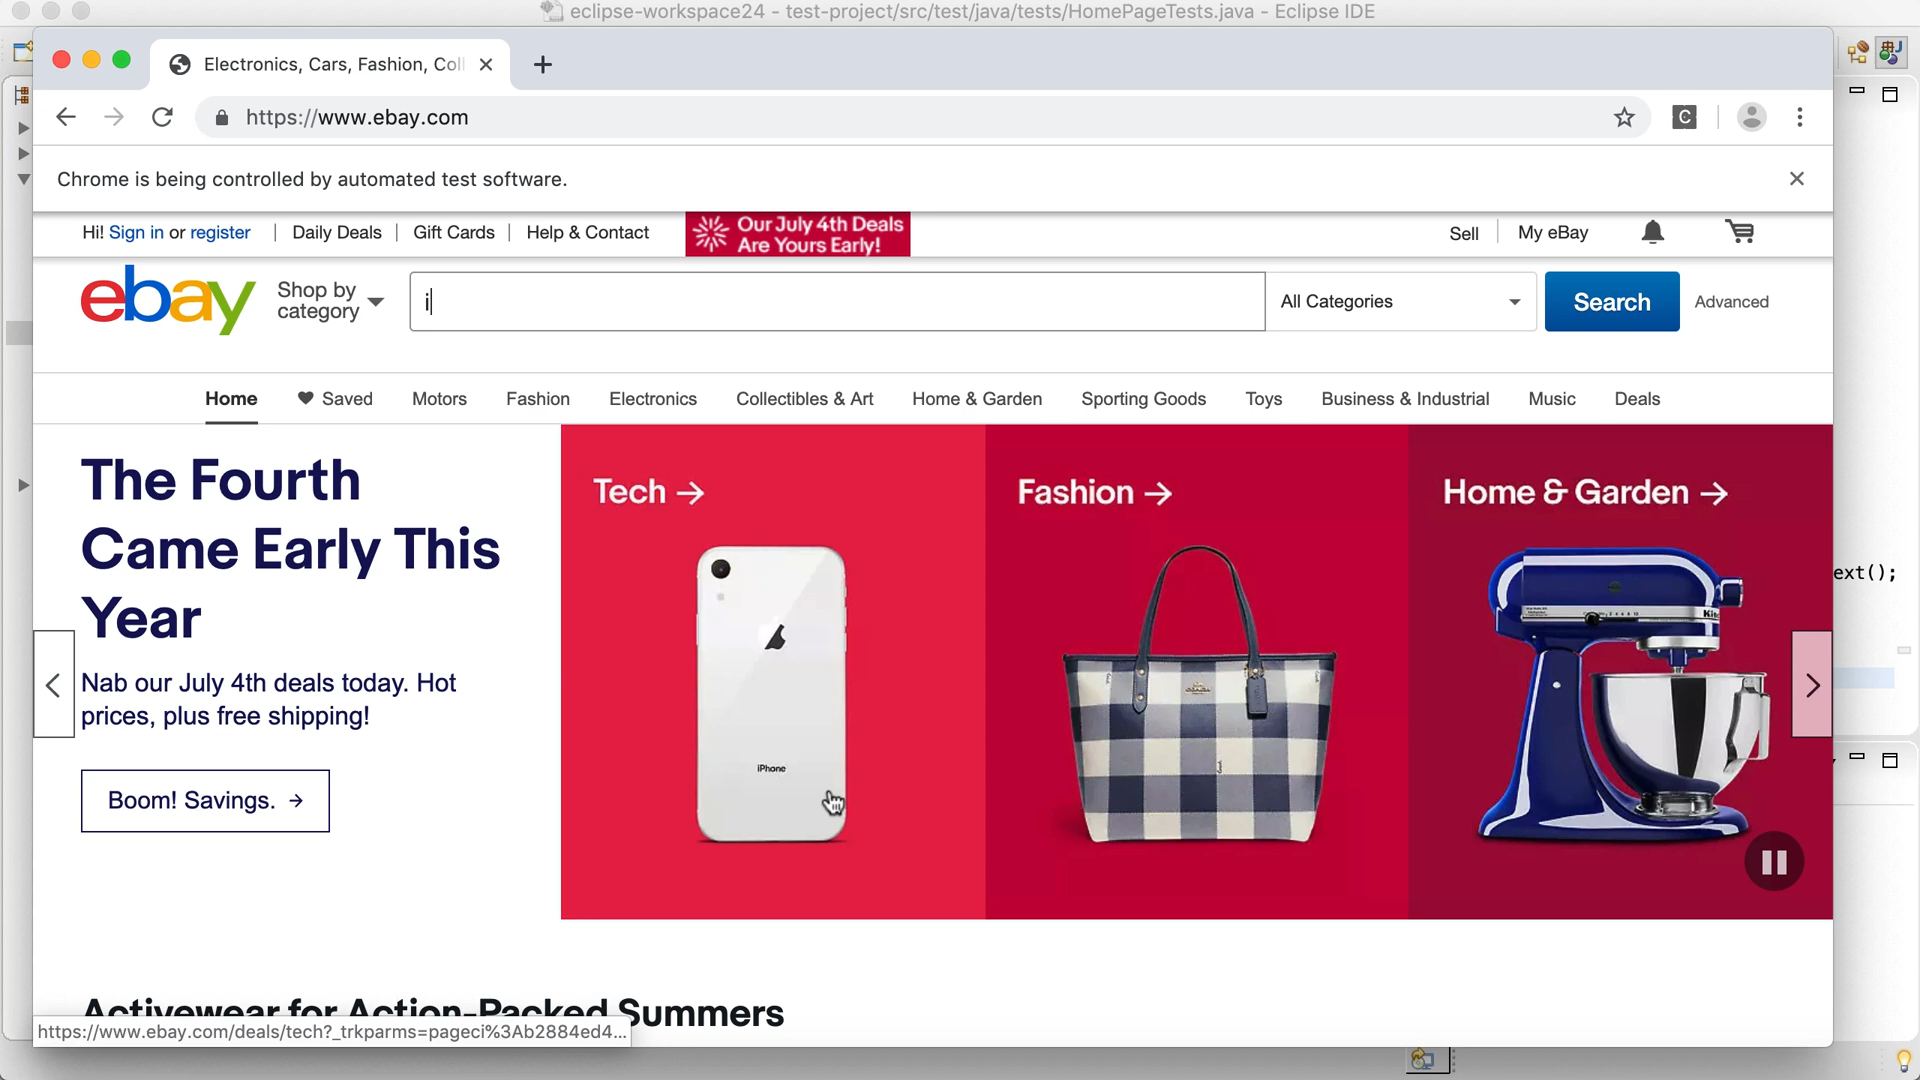 eclipse-workspace24 - test-project/src/test/java/tests/HomePageTests.java - Eclipse IDE
Electronics, Cars, Fashion, Coll
https://www.ebay.com
C
Chrome is being controlled by automated test software.
Hi! Sign in or register | Daily Deals | Gift Cards | Help & Contact
Our July 4th Deals
Are Yours Early!
Sell
My eBay
ebay
Shop by
category
i
All Categories
Search
Advanced
Home
Saved
Motors
Fashion
Electronics
Collectibles & Art
Home & Garden
Sporting Goods
Toys
Business & Industrial
Music
Deals
The Fourth
Came Early This
Year
Nab our July 4th deals today. Hot
prices, plus free shipping!
Boom! Savings. →
Tech →
iPhone
Fashion →
Home & Garden →
ext();
Activewear for Action-Packed Summers
https://www.ebay.com/deals/tech?_trkparms=pageci%3Ab2884ed4...